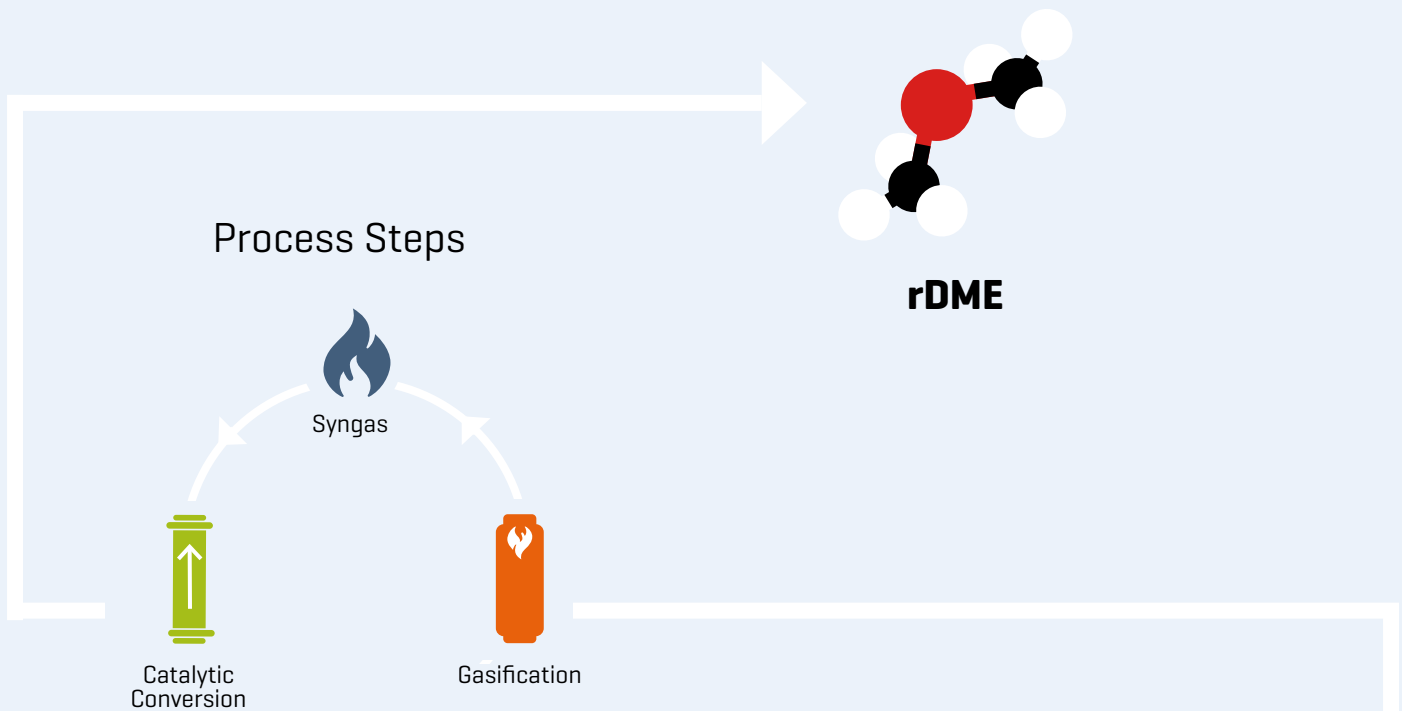 rDME
Process Steps
Syngas
Catalytic
Conversion
Gasification